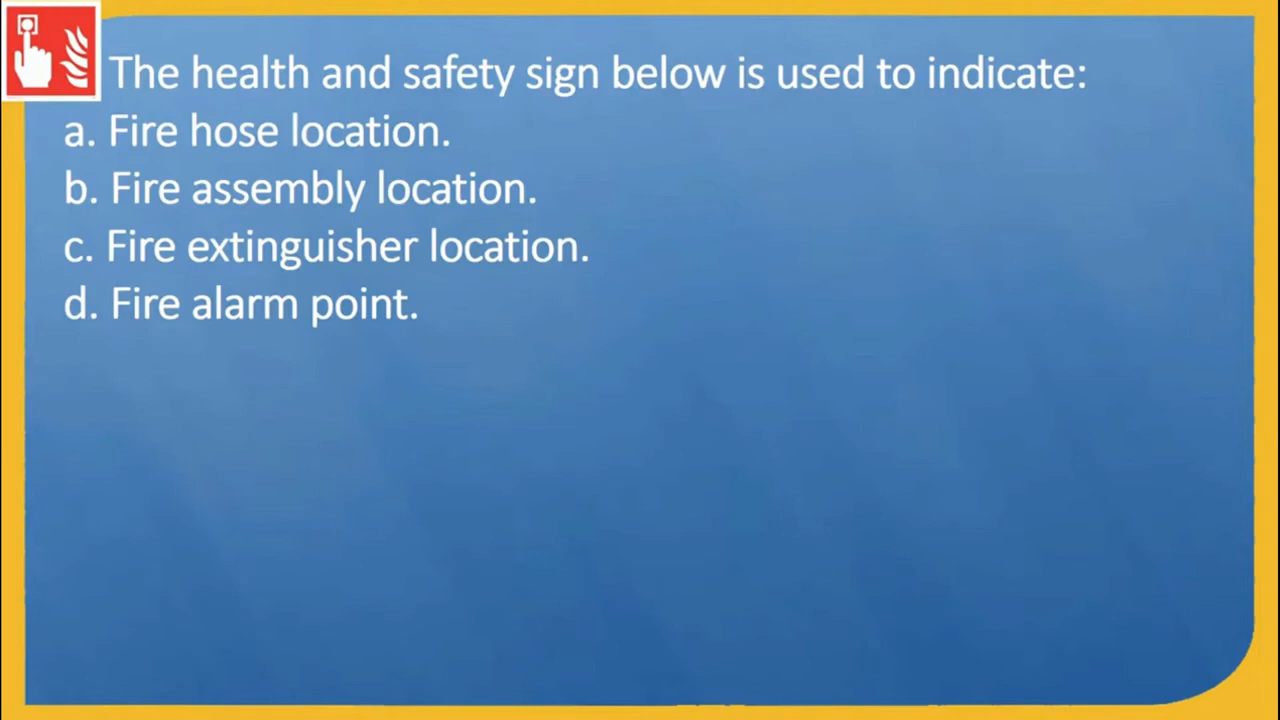 The health and safety sign below is used to indicate:
a. Fire hose location.
b. Fire assembly location.
c. Fire extinguisher location.
d. Fire alarm point.